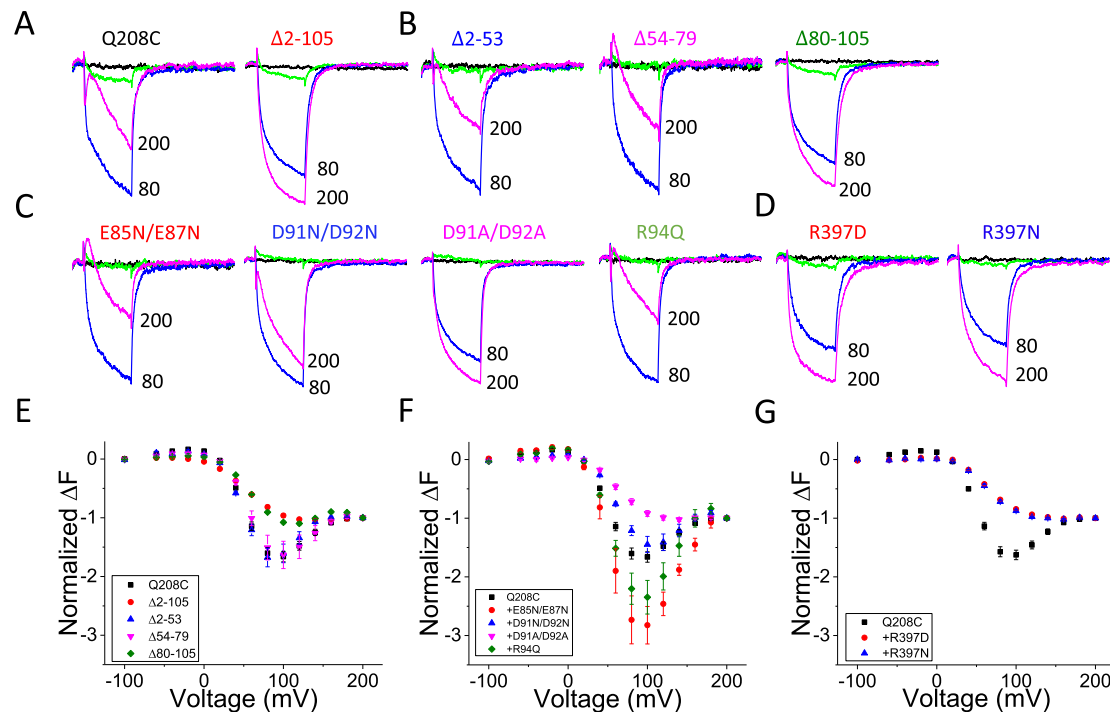 A
B
Q208C
Δ2-105
Δ2-53
Δ54-79
Δ80-105
200
80
80
200
200
80
200
80
80
200
C
D
E85N/E87N
D91N/D92N
D91A/D92A
R94Q
R397D
R397N
200
80
200
80
80
200
200
80
80
200
80
200
E
F
G
Normalized ΔF
0
-1
-2
-3
-100
0
100
200
Voltage (mV)
Q208C
Δ2-105
Δ2-53
Δ54-79
Δ80-105
Normalized ΔF
0
-1
-2
-3
-100
0
100
200
Voltage (mV)
Q208C
+E85N/E87N
+D91N/D92N
+D91A/D92A
+R94Q
Normalized ΔF
0
-1
-2
-3
-100
0
100
200
Voltage (mV)
Q208C
+R397D
+R397N